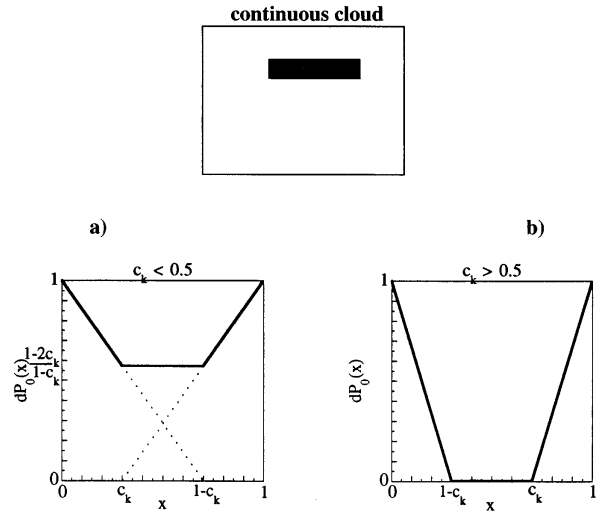 continuous cloud
a)
b)
c_k < 0.5
c_k > 0.5
1
1-2c_k
1-c_k
dP_0(x)
0
0
c_k
1-c_k
1
x
1
dP_0(x)
0
0
1-c_k
c_k
1
x